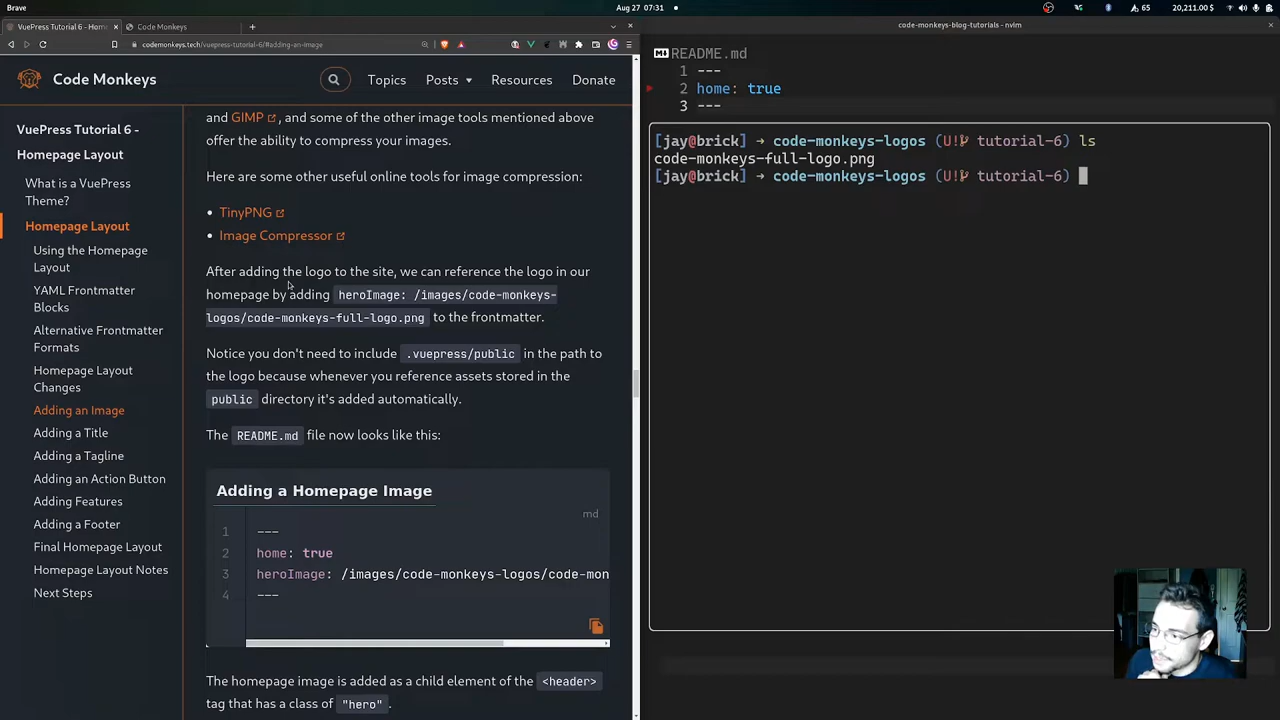 Brave
Aug 27 07:31
65
20,211.00 $
VuePress Tutorial 6 - Home
Code Monkeys
codemonkeys.tech/vuepress-tutorial-6/#adding-an-image
Code Monkeys
Topics
Posts
Resources
Donate
VuePress Tutorial 6 -
Homepage Layout
What is a VuePress
Theme?
Homepage Layout
Using the Homepage
Layout
YAML Frontmatter
Blocks
Alternative Frontmatter
Formats
Homepage Layout
Changes
Adding an Image
Adding a Title
Adding a Tagline
Adding an Action Button
Adding Features
Adding a Footer
Final Homepage Layout
Homepage Layout Notes
Next Steps
and GIMP, and some of the other image tools mentioned above
offer the ability to compress your images.
Here are some other useful online tools for image compression:
• TinyPNG
• Image Compressor
After adding the logo to the site, we can reference the logo in our
homepage by adding heroImage: /images/code-monkeys-
logos/code-monkeys-full-logo.png to the frontmatter.
Notice you don't need to include .vuepress/public in the path to
the logo because whenever you reference assets stored in the
public directory it's added automatically.
The README.md file now looks like this:
Adding a Homepage Image
md
1 ---
2 home: true
3 heroImage: /images/code-monkeys-logos/code-mon
4 ---
The homepage image is added as a child element of the <header>
tag that has a class of "hero".
code-monkeys-blog-tutorials - nvim
README.md
1 ---
2 home: true
3 ---
[jay@brick] → code-monkeys-logos (U! tutorial-6) ls
code-monkeys-full-logo.png
[jay@brick] → code-monkeys-logos (U! tutorial-6)